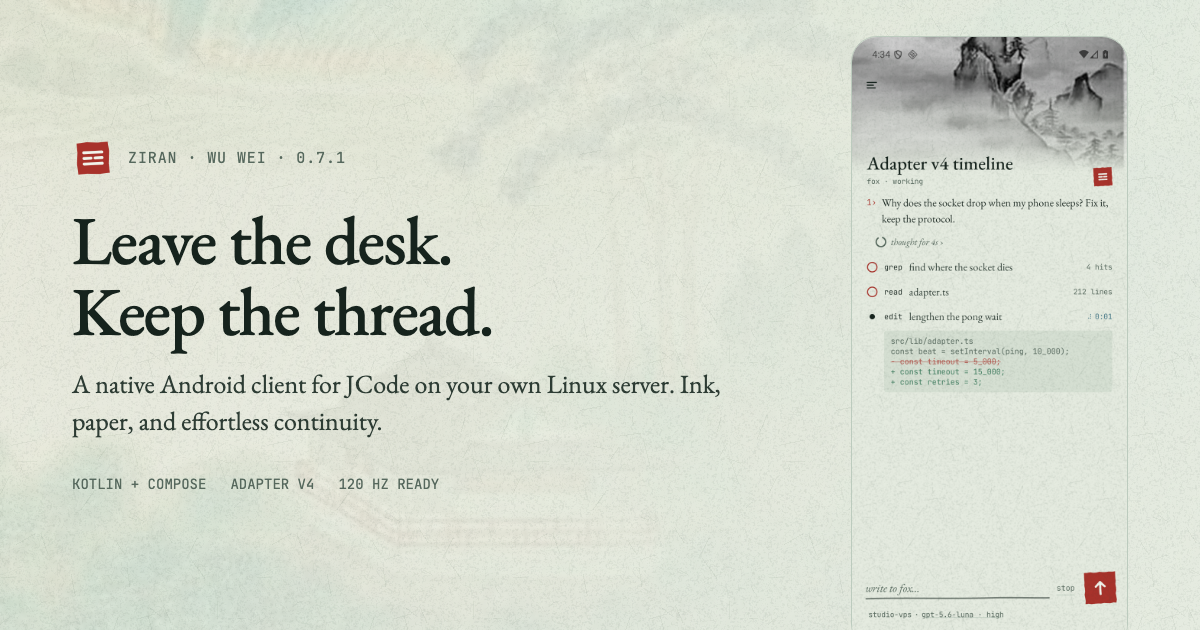 ZIRAN · WU WEI · 0.7.1
Leave the desk.
Keep the thread.
A native Android client for JCode on your own Linux server. Ink,
paper, and effortless continuity.
KOTLIN + COMPOSE ADAPTER V4 120 HZ READY
4:34
Adapter v4 timeline
fox · working
1› Why does the socket drop when my phone sleeps? Fix it,
keep the protocol.
thought for 4s ›
grep find where the socket dies 4 hits
read adapter.ts 212 lines
edit lengthen the pong wait 0:01
src/lib/adapter.ts
const beat = setInterval(ping, 10_000);
- const timeout = 5_000;
+ const timeout = 15_000;
+ const retries = 3;
write to fox… stop
studio-vps · gpt-5.6-luna · high